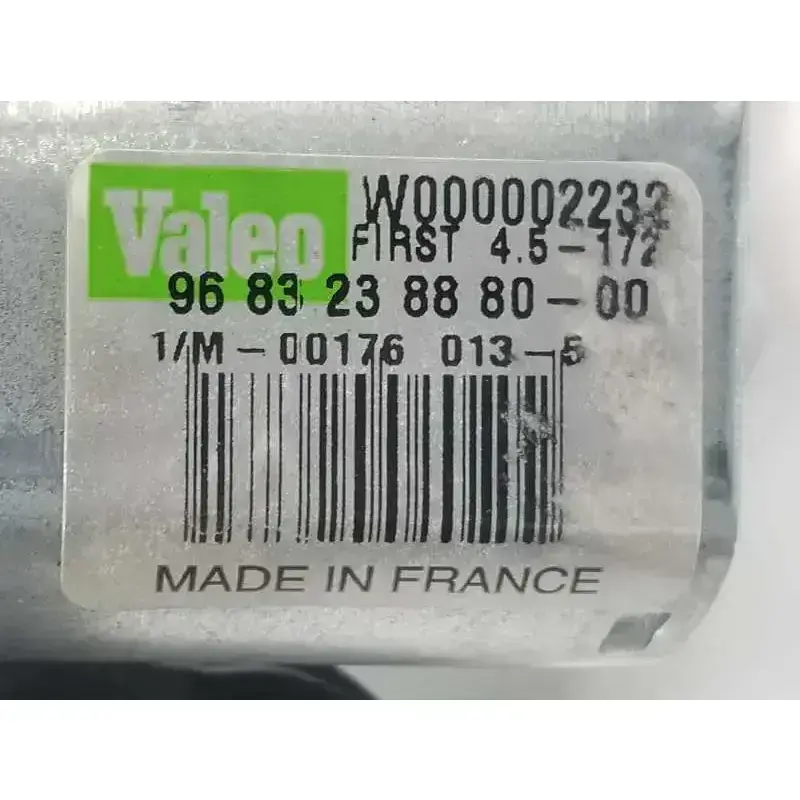 Valeo
W000002232
FIRST 4.5-172
96 83 23 88 80-00
1/M-00176 013-5
MADE IN FRANCE